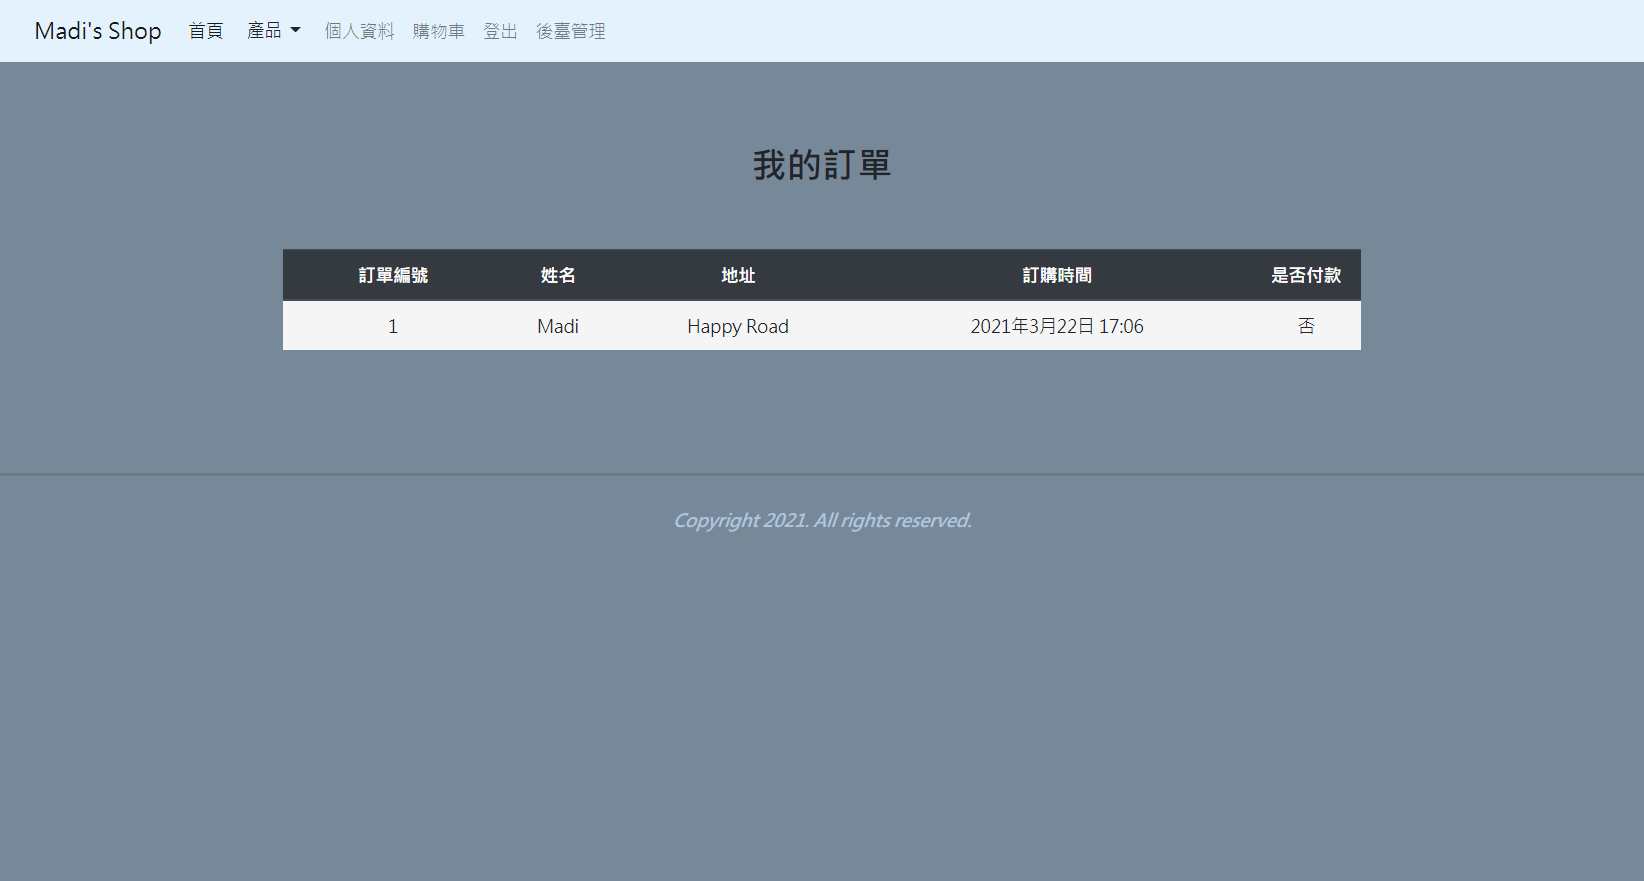 Madi's Shop 首頁 產品 個人資料 購物車 登出 後臺管理
我的訂單
訂單編號 姓名 地址 訂購時間 是否付款
1 Madi Happy Road 2021年3月22日 17:06 否
Copyright 2021. All rights reserved.